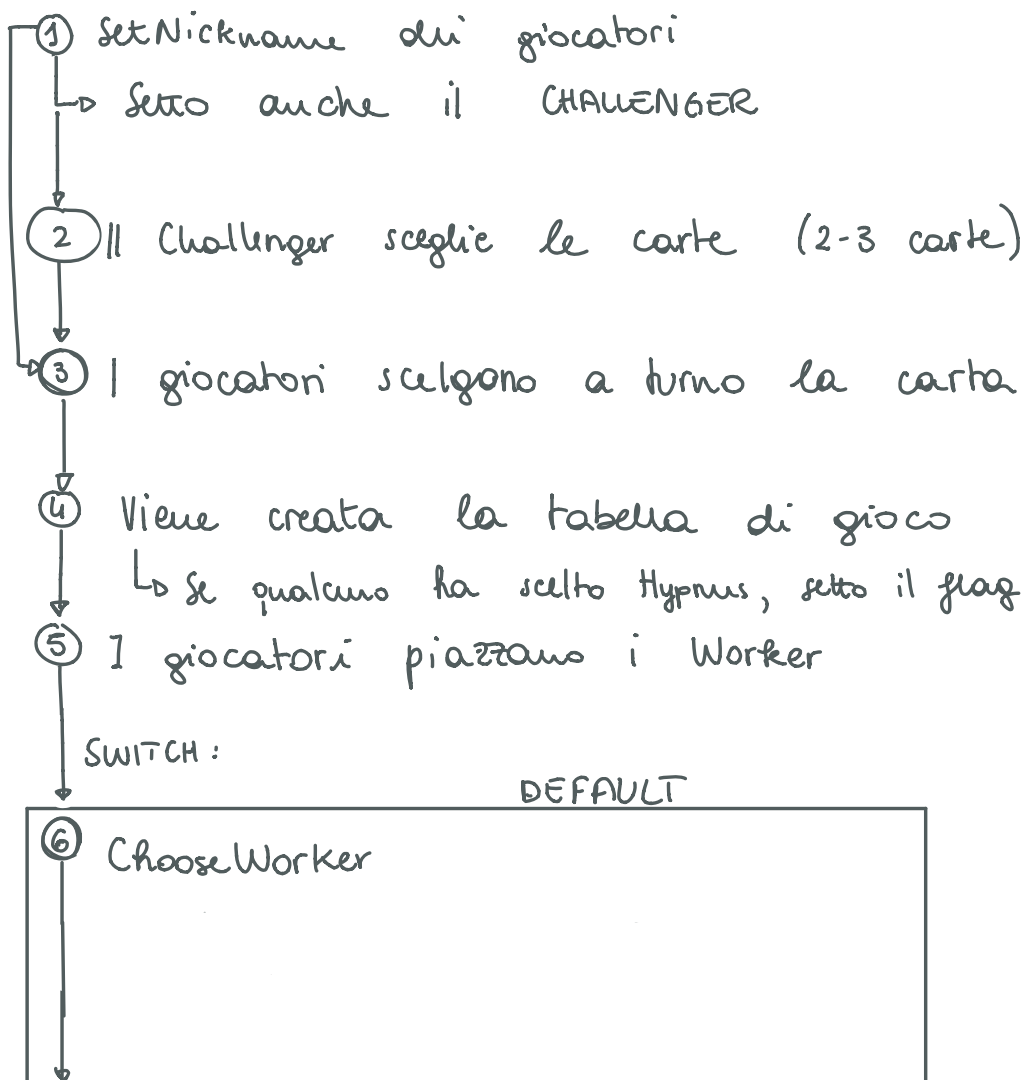 1 SetNickname dei giocatori
Setto anche il CHALLENGER
2 Il Challenger sceglie le carte (2-3 carte)
3 I giocatori scelgono a turno la carta
4 Viene creata la tabella di gioco
Se qualcuno ha scelto Hypnus, setto il flag
5 I giocatori piazzano i Worker
SWITCH:
DEFAULT
6 ChooseWorker